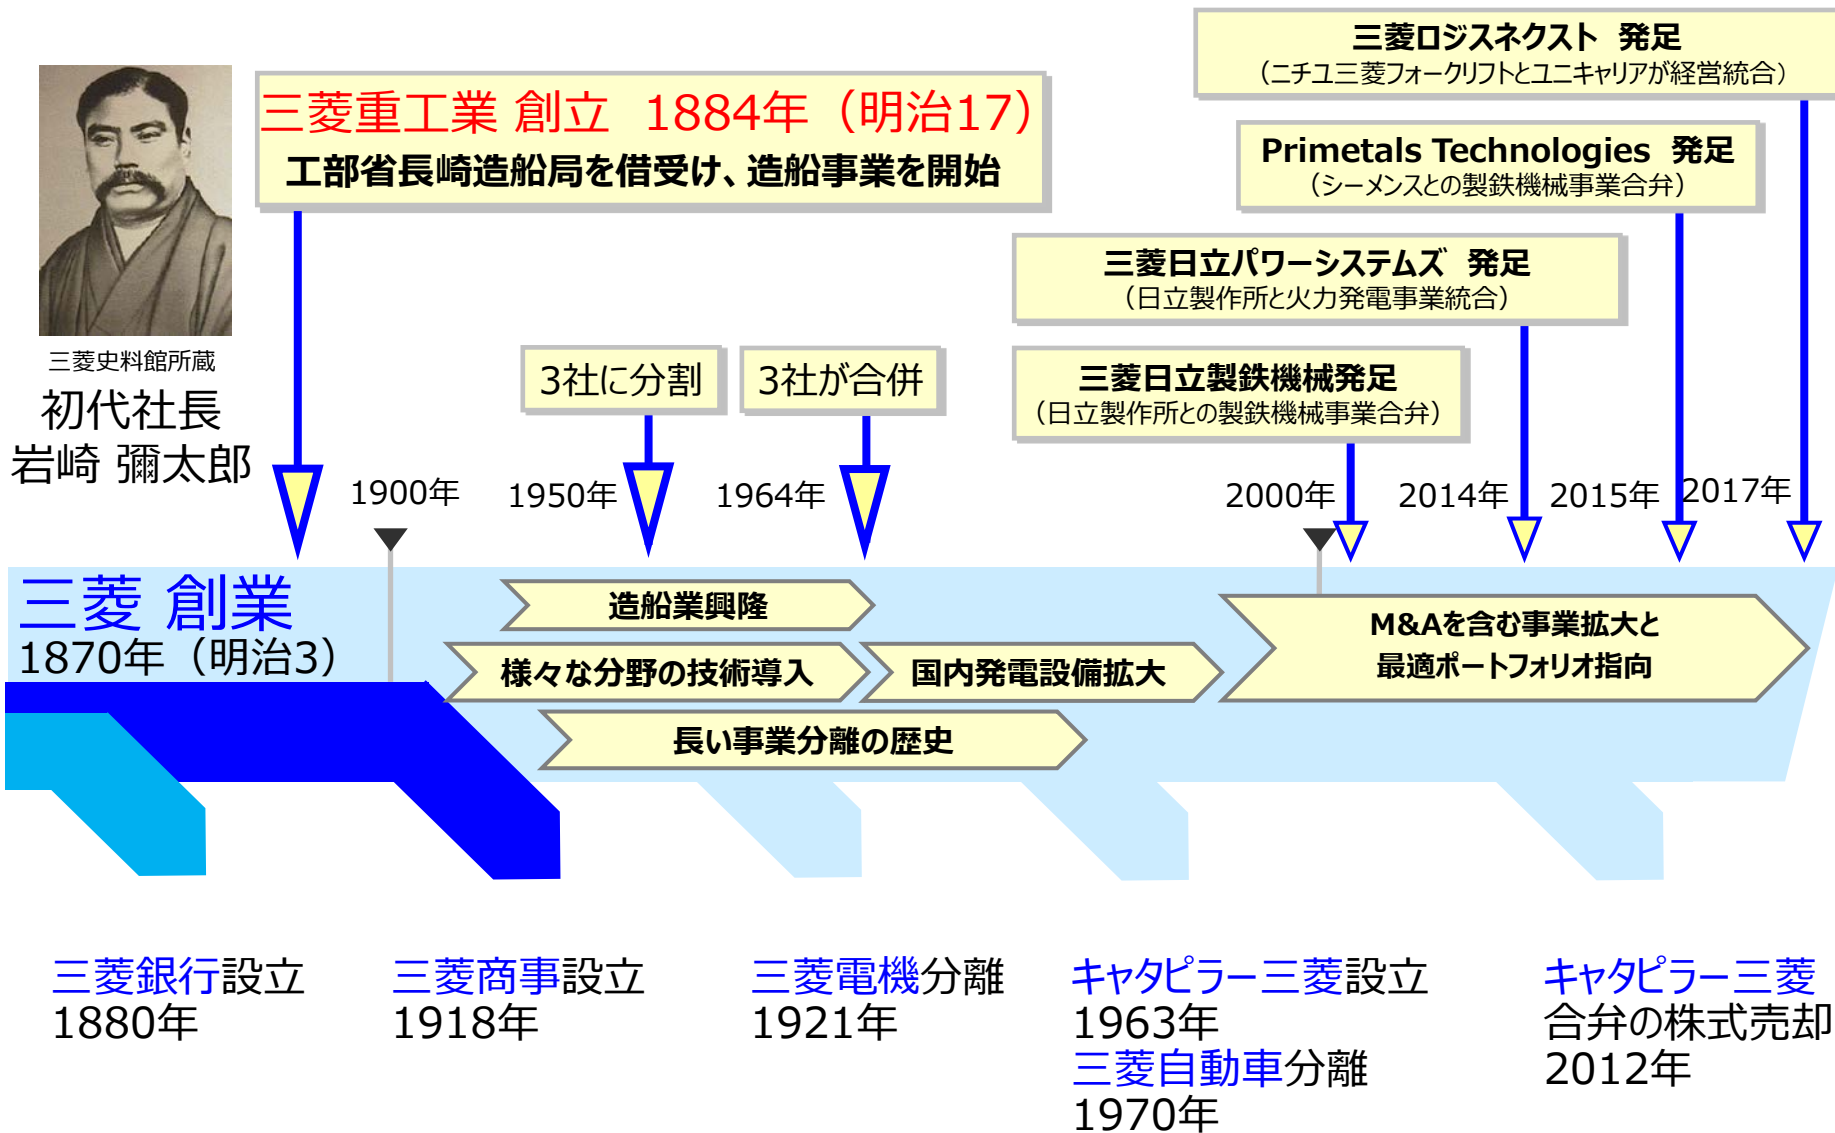 三菱ロジスネクスト 発足
（ニチユ三菱フォークリフトとユニキャリアが経営統合）
三菱重工業 創立 1884年（明治17）
工部省長崎造船局を借受け、造船事業を開始
Primetals Technologies 発足
（シーメンスとの製鉄機械事業合弁）
三菱日立パワーシステムズ 発足
（日立製作所と火力発電事業統合）
三菱史料館所蔵
初代社長
岩崎 彌太郎
3社に分割
3社が合併
三菱日立製鉄機械発足
（日立製作所との製鉄機械事業合弁）
1900年
1950年
1964年
2000年
2014年
2015年
2017年
三菱 創業
1870年（明治3）
造船業興隆
様々な分野の技術導入
国内発電設備拡大
長い事業分離の歴史
M&Aを含む事業拡大と
最適ポートフォリオ指向
三菱銀行設立
1880年
三菱商事設立
1918年
三菱電機分離
1921年
キャタピラー三菱設立
1963年
三菱自動車分離
1970年
キャタピラー三菱
合弁の株式売却
2012年